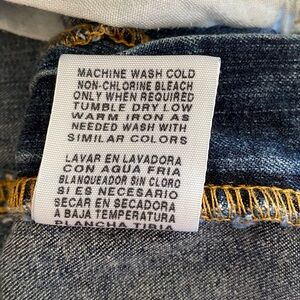 MACHINE WASH COLD
NON-CHLORINE BLEACH
ONLY WHEN REQUIRED
TUMBLE DRY LOW
WARM IRON AS
NEEDED WASH WITH
SIMILAR COLORS
LAVAR EN LAVADORA
CON AGUA FRIA
BLANQUEADOR SIN CLORO
SI ES NECESARIO
SECAR EN SECADORA
A BAJA TEMPERATURA
PLANCHA TIBIA